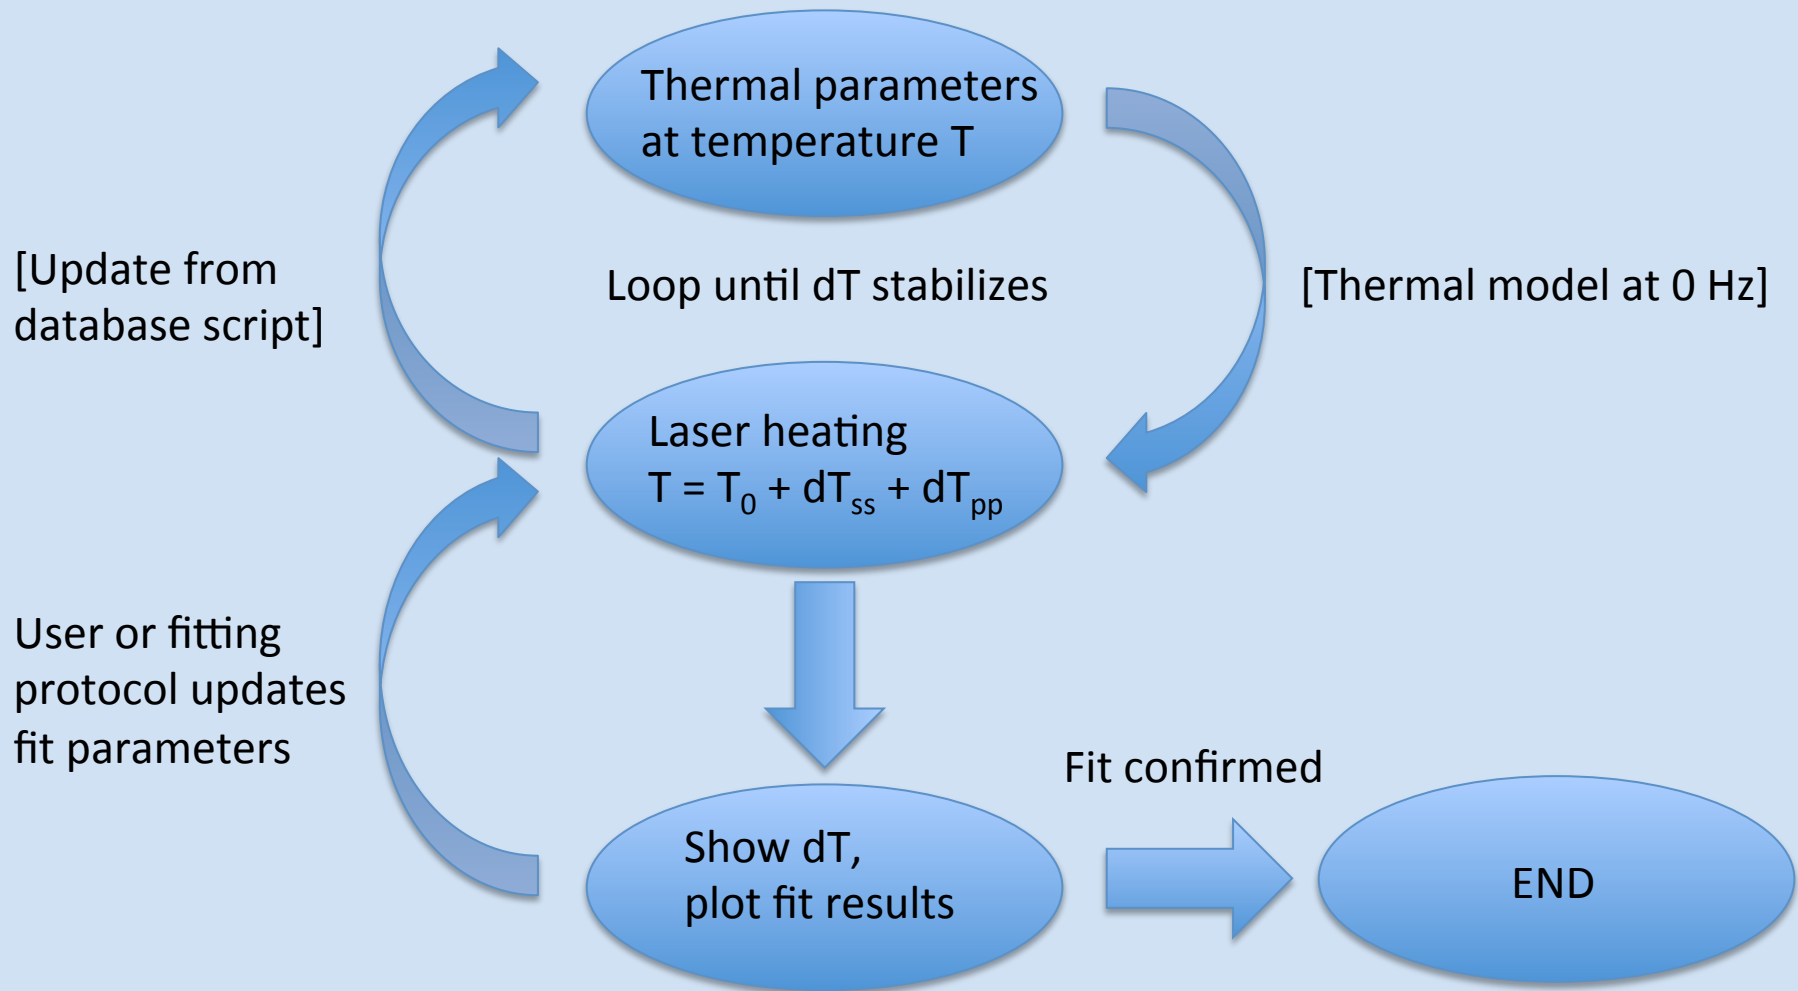 Thermal parameters
at temperature T
[Update from
database script]
Loop until dT stabilizes
[Thermal model at 0 Hz]
Laser heating
T = T₀ + dTss + dTpp
User or fitting
protocol updates
fit parameters
Fit confirmed
Show dT,
plot fit results
END